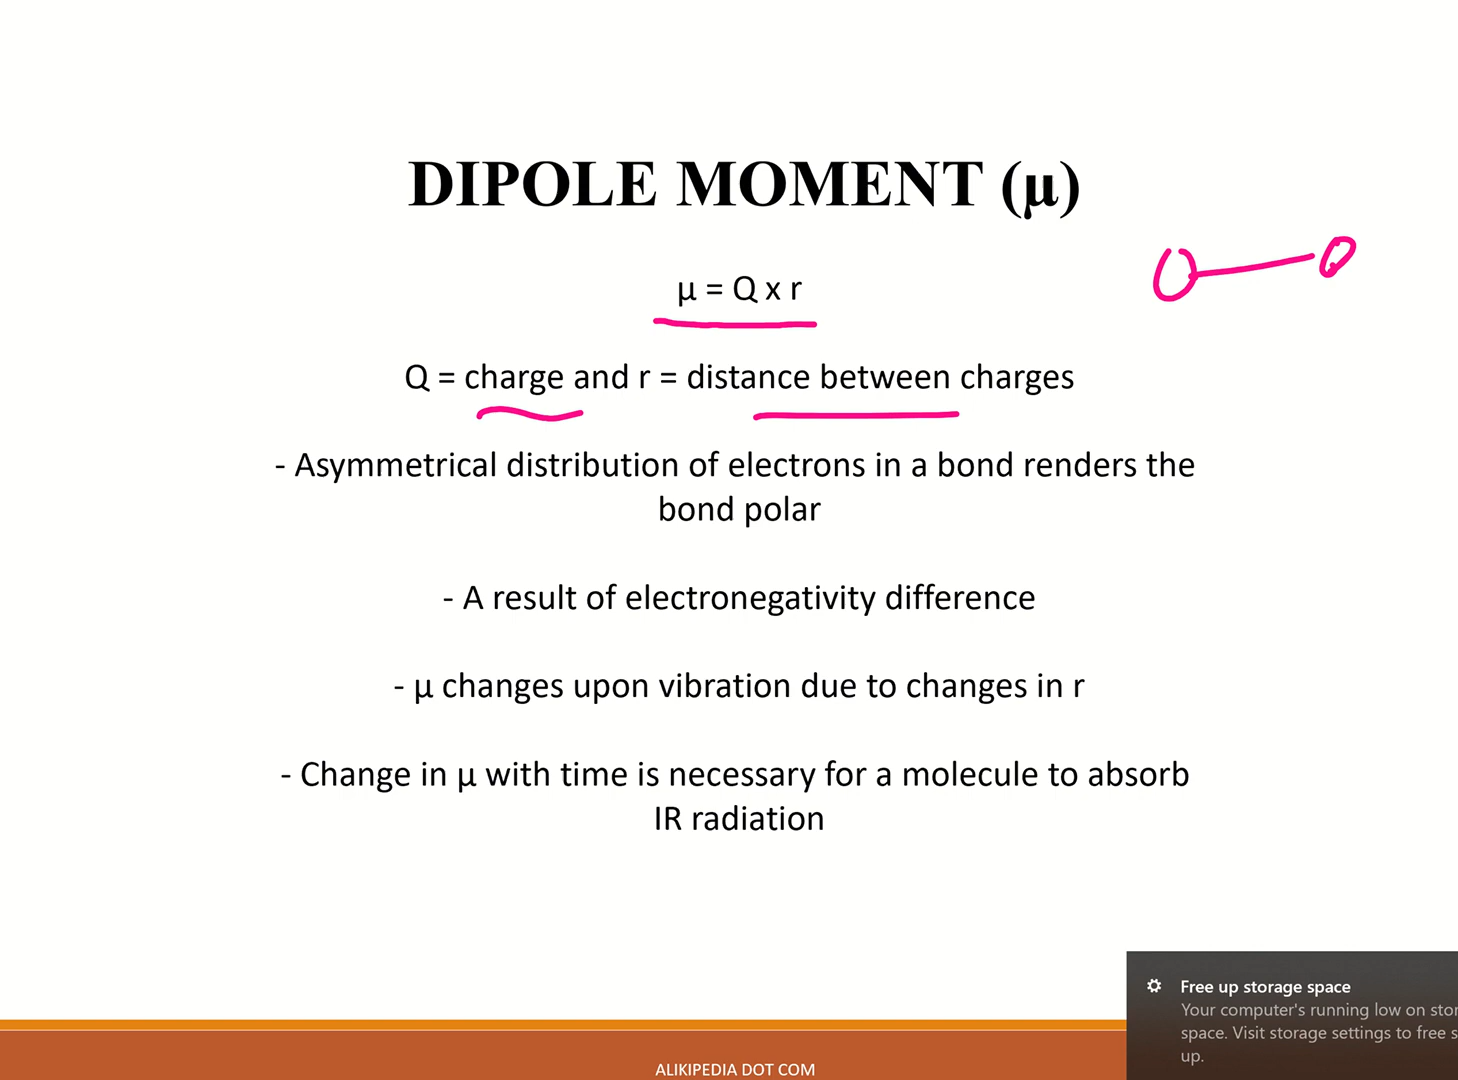 DIPOLE MOMENT (μ)
μ = Q x r
Q = charge and r = distance between charges
- Asymmetrical distribution of electrons in a bond renders the
bond polar
- A result of electronegativity difference
- μ changes upon vibration due to changes in r
- Change in μ with time is necessary for a molecule to absorb
IR radiation
Free up storage space
Your computer's running low on stor
space. Visit storage settings to free s
up.
ALIKIPEDIA DOT COM